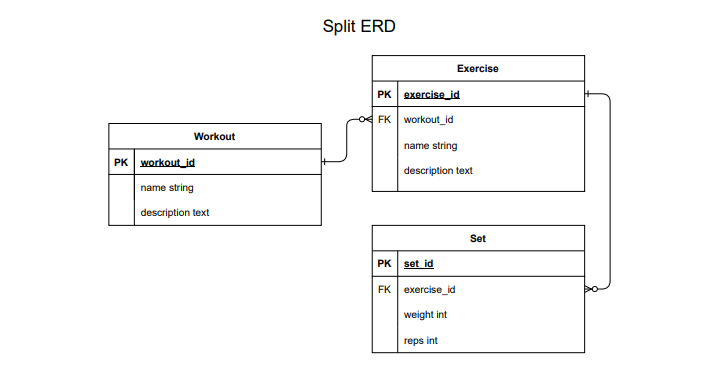 Split ERD
Workout
PK workout_id
name string
description text
Exercise
PK exercise_id
FK workout_id
name string
description text
Set
PK set_id
FK exercise_id
weight int
reps int